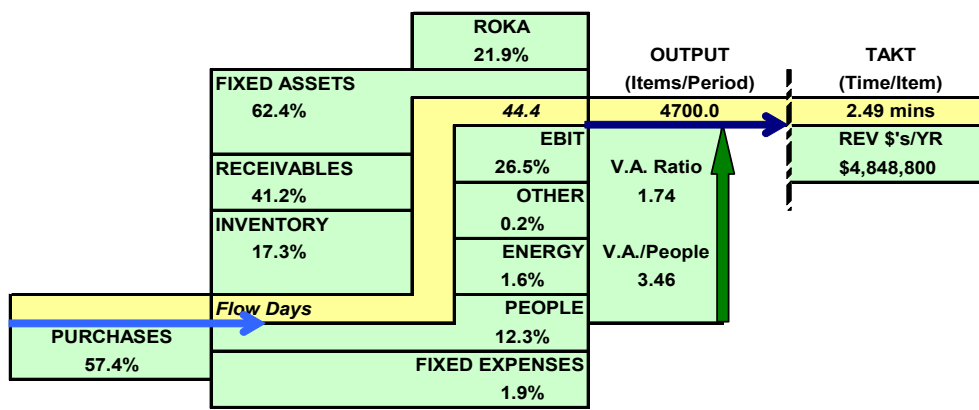 ROKA
21.9%
OUTPUT
(Items/Period)
TAKT
(Time/Item)
FIXED ASSETS
62.4%
44.4
4700.0
2.49 mins
EBIT
26.5%
REV $'s/YR
$4,848,800
RECEIVABLES
41.2%
V.A. Ratio
1.74
OTHER
0.2%
INVENTORY
17.3%
ENERGY
1.6%
V.A./People
3.46
Flow Days
PEOPLE
12.3%
PURCHASES
57.4%
FIXED EXPENSES
1.9%